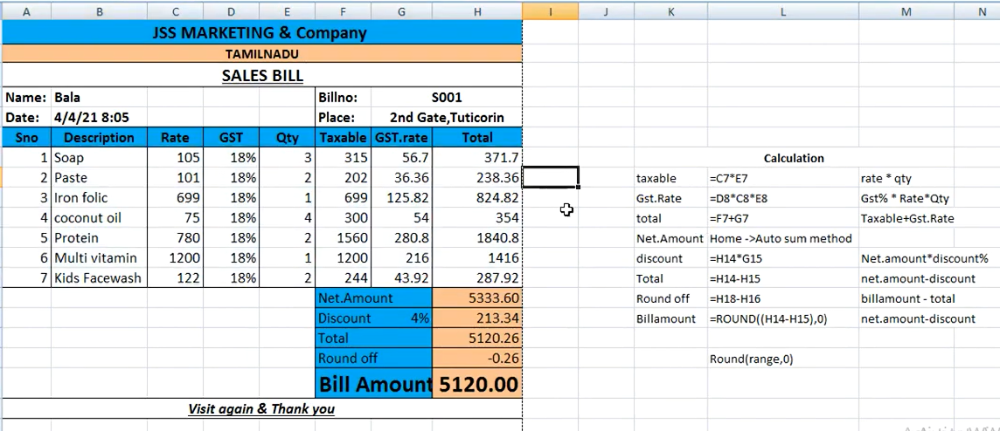 A B C D E F G H I J K L M N
JSS MARKETING & Company
TAMILNADU
SALES BILL
Name: Bala Billno: S001
Date: 4/4/21 8:05 Place: 2nd Gate,Tuticorin
Sno Description Rate GST Qty Taxable GST.rate Total
1 Soap 105 18% 3 315 56.7 371.7
2 Paste 101 18% 2 202 36.36 238.36
3 Iron folic 699 18% 1 699 125.82 824.82
4 coconut oil 75 18% 4 300 54 354
5 Protein 780 18% 2 1560 280.8 1840.8
6 Multi vitamin 1200 18% 1 1200 216 1416
7 Kids Facewash 122 18% 2 244 43.92 287.92
Net.Amount 5333.60
Discount 4% 213.34
Total 5120.26
Round off -0.26
Bill Amount 5120.00
Visit again & Thank you
Calculation
taxable =C7*E7 rate * qty
Gst.Rate =D8*C8*E8 Gst% * Rate*Qty
total =F7+G7 Taxable+Gst.Rate
Net.Amount Home ->Auto sum method
discount =H14*G15 Net.amount*discount%
Total =H14-H15 net.amount-discount
Round off =H18-H16 billamount - total
Billamount =ROUND((H14-H15),0) net.amount-discount
Round(range,0)